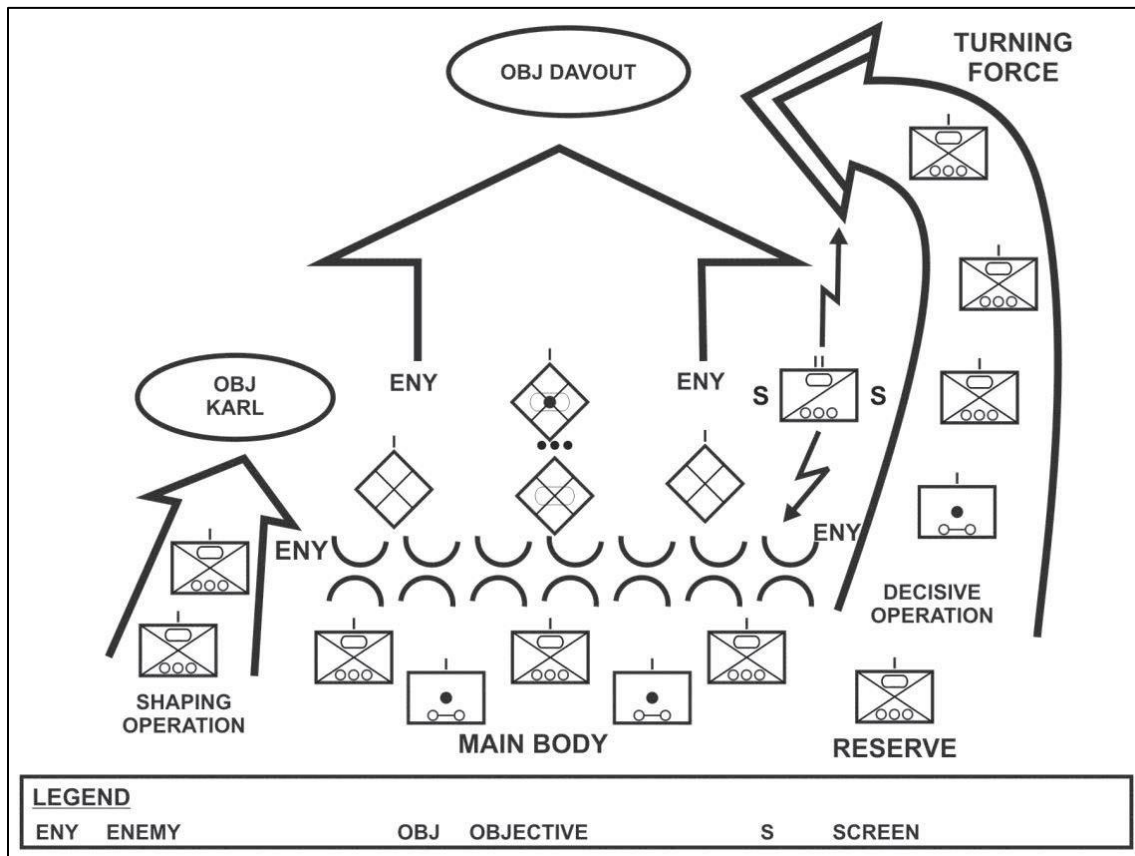 OBJ DAVOUT
TURNING
FORCE
OBJ
KARL
ENY
ENY
S
S
ENY
ENY
DECISIVE
OPERATION
SHAPING
OPERATION
MAIN BODY
RESERVE
LEGEND
ENY ENEMY OBJ OBJECTIVE S SCREEN